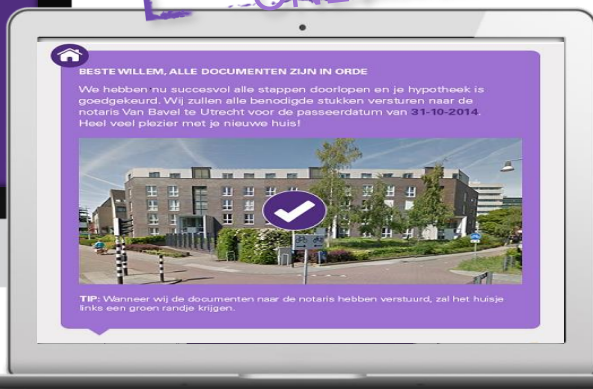 BESTE WILLEM, ALLE DOCUMENTEN ZIJN IN ORDE
We hebben nu succesvol alle stappen doorlopen en je hypotheek is
goedgekeurd. Wij zullen alle benodigde stukken versturen naar de
notaris Van Bavel te Utrecht voor de passeerdatum van 31-10-2014.
Heel veel plezier met je nieuwe huis!
TIP: Wanneer wij de documenten naar de notaris hebben verstuurd, zal het huisje
links een groen randje krijgen.